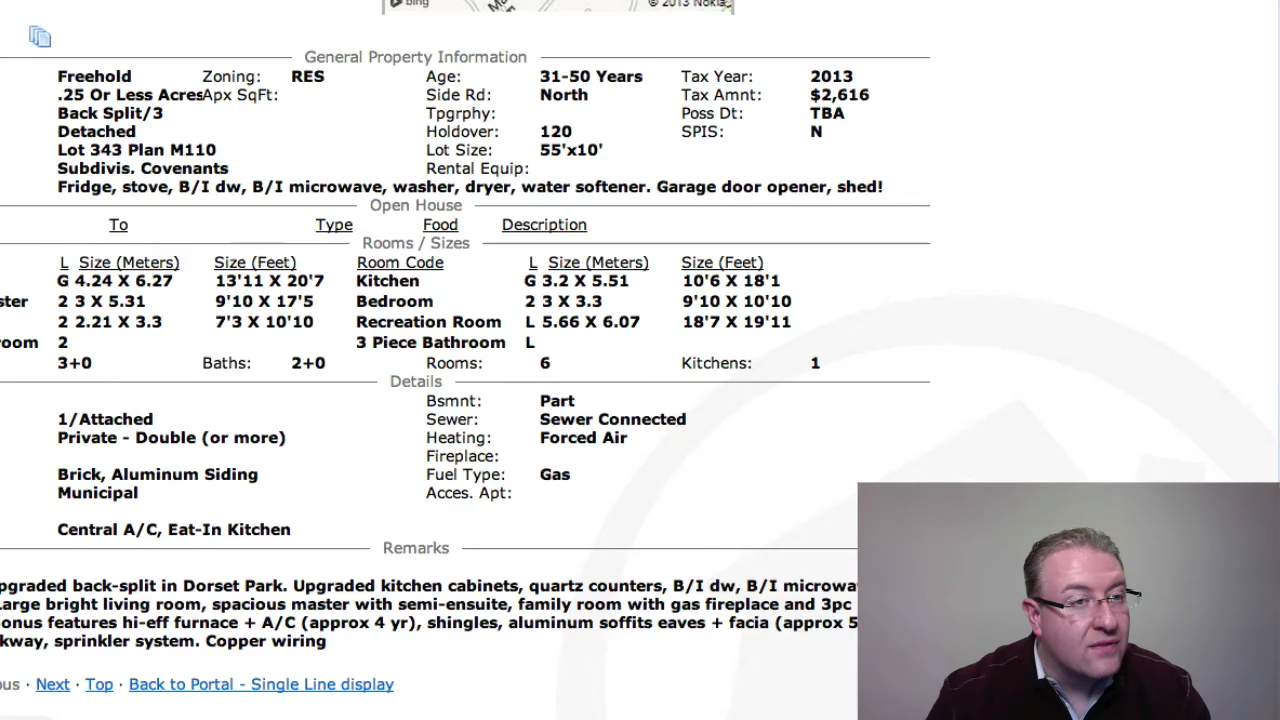 bing
© 2013 Nokia
General Property Information
Freehold Zoning: RES Age: 31-50 Years Tax Year: 2013
.25 Or Less Acres Apx SqFt: Side Rd: North Tax Amnt: $2,616
Back Split/3 Tpgrphy: Poss Dt: TBA
Detached Holdover: 120 SPIS: N
Lot 343 Plan M110 Lot Size: 55'x10'
Subdivis. Covenants Rental Equip:
Fridge, stove, B/I dw, B/I microwave, washer, dryer, water softener. Garage door opener, shed!
Open House
To Type Food Description
Rooms / Sizes
L Size (Meters) Size (Feet) Room Code L Size (Meters) Size (Feet)
G 4.24 X 6.27 13'11 X 20'7 Kitchen G 3.2 X 5.51 10'6 X 18'1
ster 2 3 X 5.31 9'10 X 17'5 Bedroom 2 3 X 3.3 9'10 X 10'10
2 2.21 X 3.3 7'3 X 10'10 Recreation Room L 5.66 X 6.07 18'7 X 19'11
oom 2 3 Piece Bathroom L
3+0 Baths: 2+0 Rooms: 6 Kitchens: 1
Details
Bsmnt: Part
1/Attached Sewer: Sewer Connected
Private - Double (or more) Heating: Forced Air
Fireplace:
Brick, Aluminum Siding Fuel Type: Gas
Municipal Acces. Apt:
Central A/C, Eat-In Kitchen
Remarks
pgraded back-split in Dorset Park. Upgraded kitchen cabinets, quartz counters, B/I dw, B/I microwa
Large bright living room, spacious master with semi-ensuite, family room with gas fireplace and 3pc
onus features hi-eff furnace + A/C (approx 4 yr), shingles, aluminum soffits eaves + facia (approx 5
kway, sprinkler system. Copper wiring
ous · Next · Top · Back to Portal - Single Line display